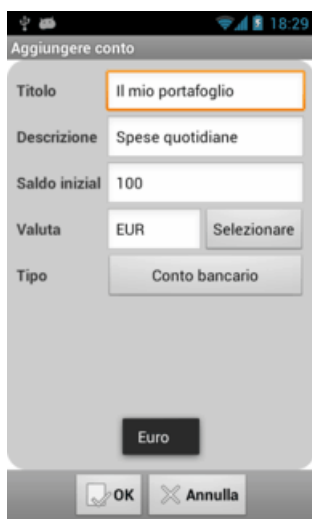 18:29
Aggiungere conto
Titolo Il mio portafoglio
Descrizione Spese quotidiane
Saldo inizial 100
Valuta EUR Selezionare
Tipo Conto bancario
Euro
OK Annulla